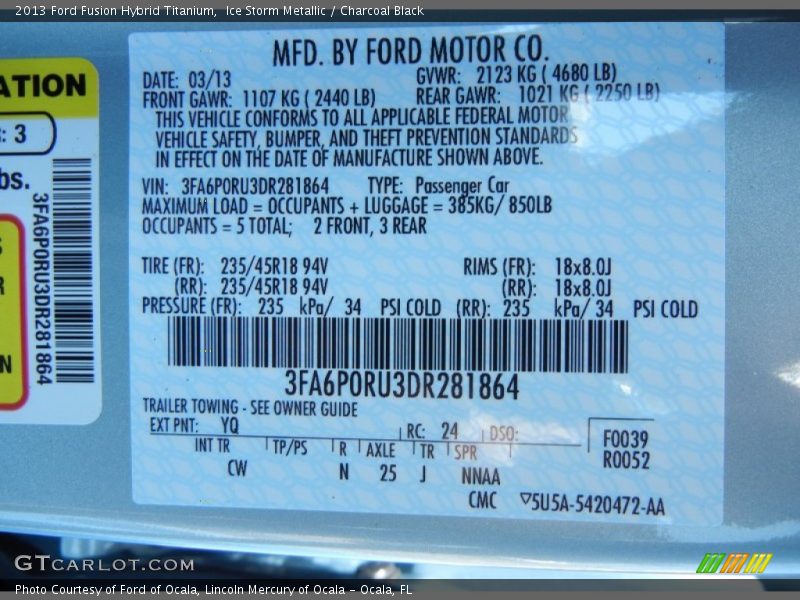 2013 Ford Fusion Hybrid Titanium,  Ice Storm Metallic / Charcoal Black
MFD. BY FORD MOTOR CO.
DATE: 03/13 GVWR: 2123 KG ( 4680 LB)
FRONT GAWR: 1107 KG ( 2440 LB) REAR GAWR: 1021 KG ( 2250 LB)
THIS VEHICLE CONFORMS TO ALL APPLICABLE FEDERAL MOTOR
VEHICLE SAFETY, BUMPER, AND THEFT PREVENTION STANDARDS
IN EFFECT ON THE DATE OF MANUFACTURE SHOWN ABOVE.
VIN: 3FA6P0RU3DR281864 TYPE: Passenger Car
MAXIMUM LOAD = OCCUPANTS + LUGGAGE = 385KG/ 850LB
OCCUPANTS = 5 TOTAL; 2 FRONT, 3 REAR
TIRE (FR): 235/45R18 94V RIMS (FR): 18x8.0J
(RR): 235/45R18 94V (RR): 18x8.0J
PRESSURE (FR): 235 kPa/ 34 PSI COLD (RR): 235 kPa/ 34 PSI COLD
3FA6P0RU3DR281864
TRAILER TOWING - SEE OWNER GUIDE
EXT PNT: YQ RC: 24 DSO:
INT TR TP/PS R AXLE TR SPR
CW N 25 J NNAA
F0039
R0052
CMC ▽5U5A-5420472-AA
ATION
: 3
bs.
3FA6P0RU3DR281864
S
R
N
GTCARLOT.COM
Photo Courtesy of Ford of Ocala, Lincoln Mercury of Ocala - Ocala, FL